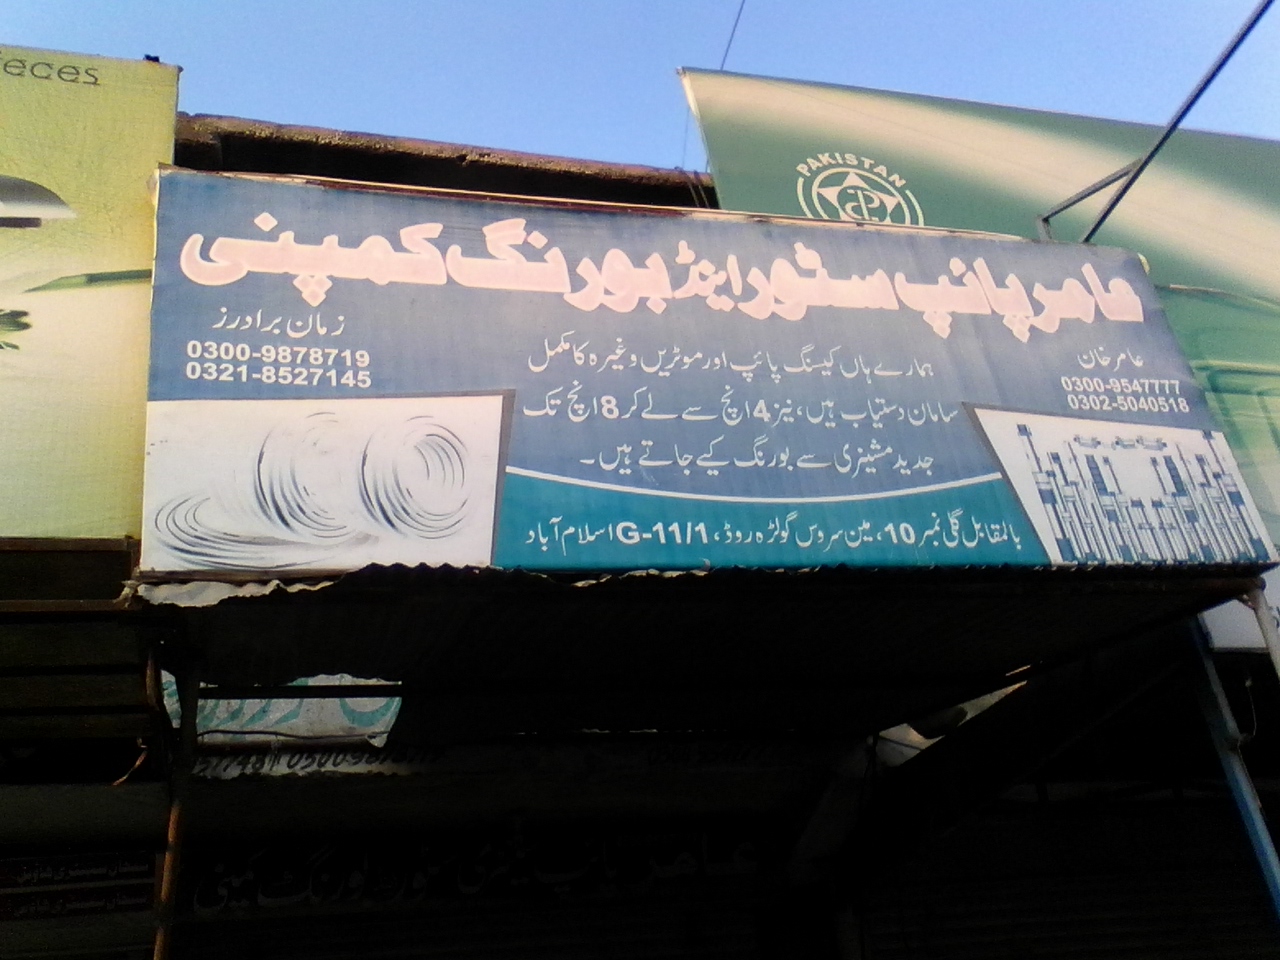 eces
PAKISTAN
عامر پائپ سٹور اینڈ بورنگ کمپنی
عامر خان
0300-9547777
0302-5040518
زمان برادرز
0300-9878719
0321-8527145
ہمارے ہاں کیسنگ پائپ اور موٹریں وغیرہ کا مکمل
سامان دستیاب ہیں، نیز 4 انچ سے لے کر 8 انچ تک
جدید مشینری سے بورنگ کیے جاتے ہیں۔
بالمقابل گلی نمبر 10، مین سروس گولڑہ روڈ، G-11/1 اسلام آباد